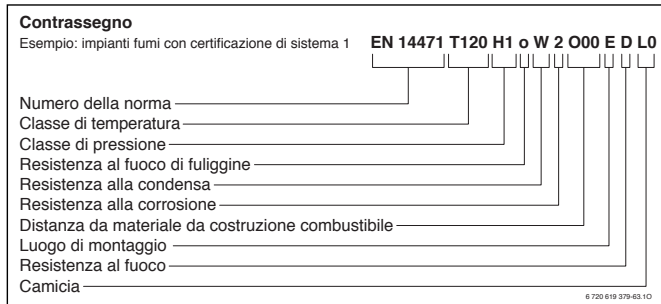 Contrassegno
Esempio: impianti fumi con certificazione di sistema 1 EN 14471 T120 H1 o W 2 O00 E D L0
Numero della norma
Classe di temperatura
Classe di pressione
Resistenza al fuoco di fuliggine
Resistenza alla condensa
Resistenza alla corrosione
Distanza da materiale da costruzione combustibile
Luogo di montaggio
Resistenza al fuoco
Camicia
6 720 619 379-63.1O